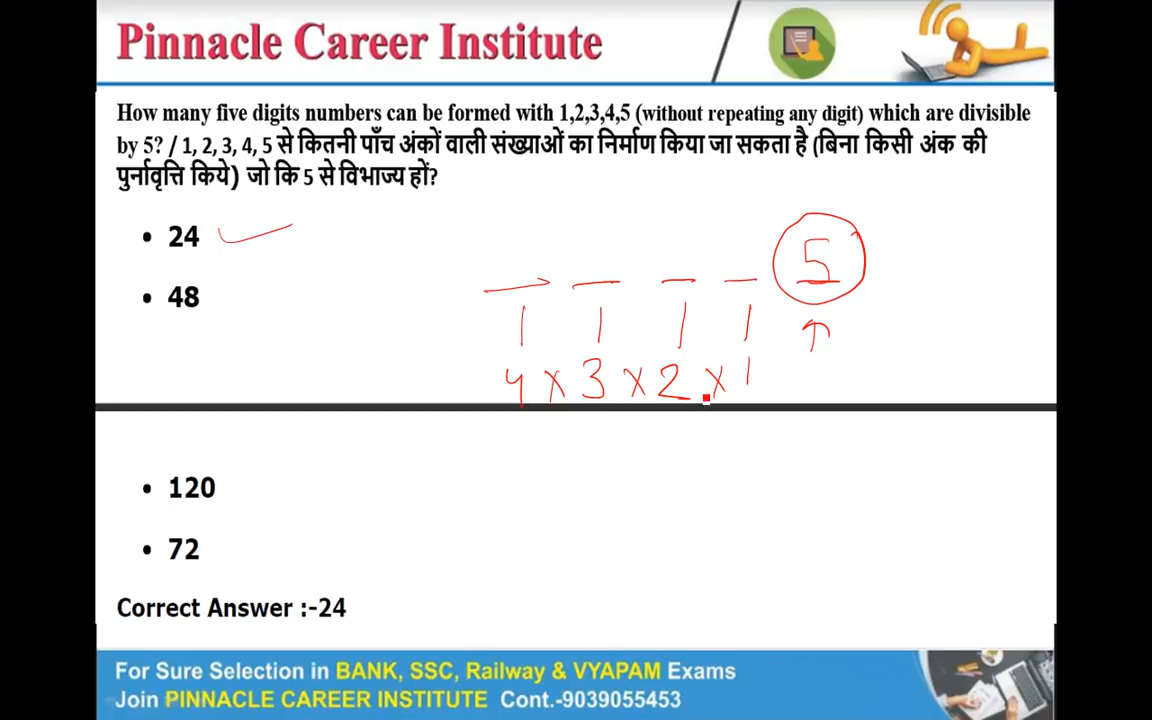 Pinnacle Career Institute
How many five digits numbers can be formed with 1,2,3,4,5 (without repeating any digit) which are divisible
by 5? / 1, 2, 3, 4, 5 से कितनी पाँच अंकों वाली संख्याओं का निर्माण किया जा सकता है (बिना किसी अंक की
पुर्नावृत्ति किये) जो कि 5 से विभाज्य हों?
• 24
5
• 48
4 x 3 x 2 x 1
• 120
• 72
Correct Answer :-24
For Sure Selection in BANK, SSC, Railway & VYAPAM Exams
Join PINNACLE CAREER INSTITUTE Cont.-9039055453